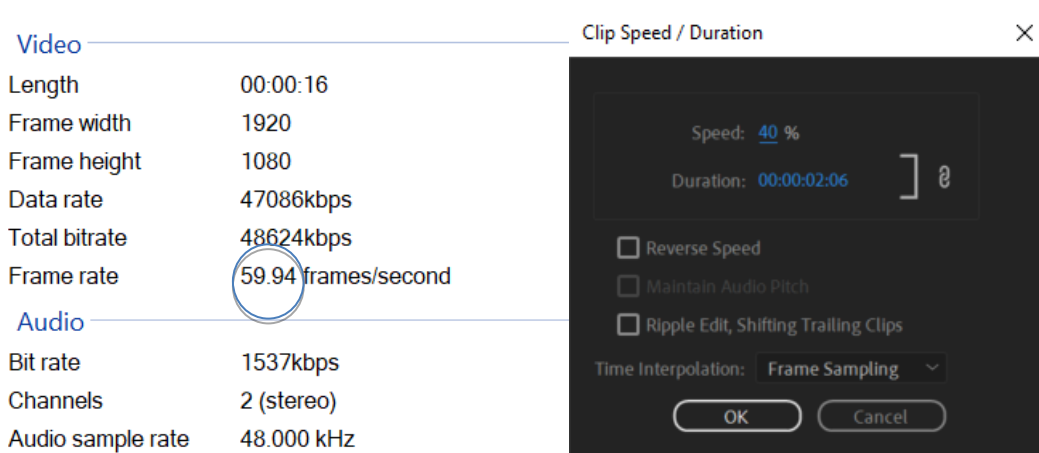 Video
Length 00:00:16
Frame width 1920
Frame height 1080
Data rate 47086kbps
Total bitrate 48624kbps
Frame rate 59.94 frames/second
Audio
Bit rate 1537kbps
Channels 2 (stereo)
Audio sample rate 48.000 kHz
Clip Speed / Duration
Speed: 40 %
Duration: 00:00:02:06
Reverse Speed
Maintain Audio Pitch
Ripple Edit, Shifting Trailing Clips
Time Interpolation: Frame Sampling
OK Cancel